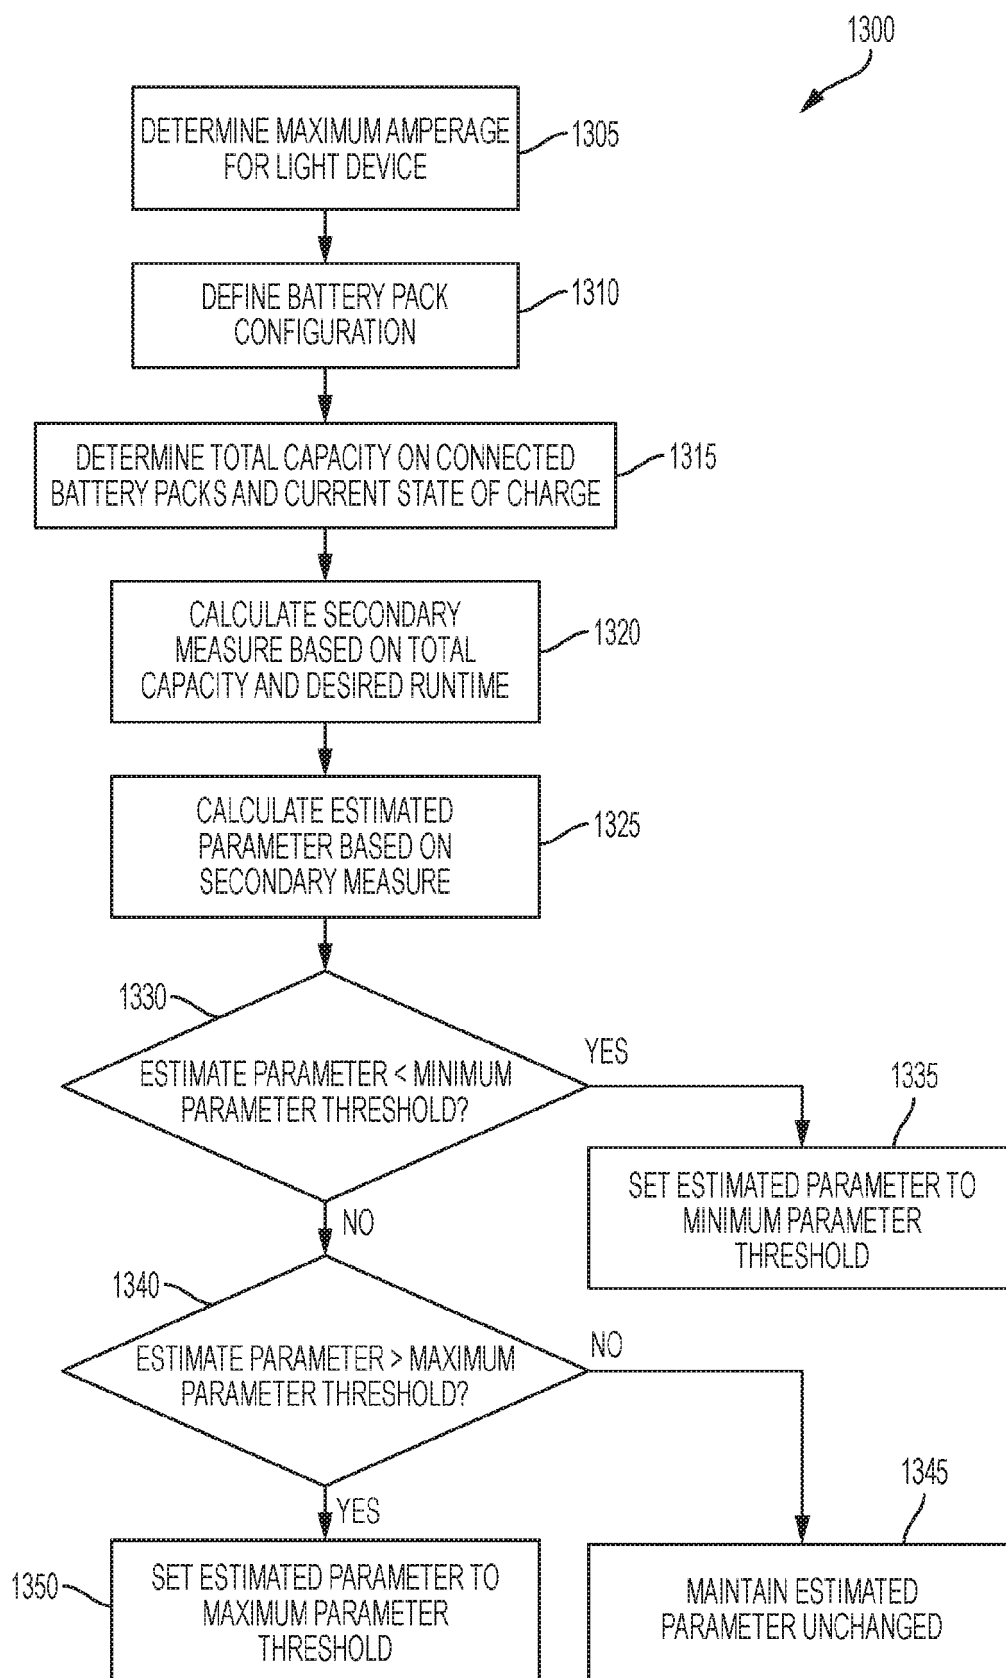 1300
DETERMINE MAXIMUM AMPERAGE
FOR LIGHT DEVICE
1305
DEFINE BATTERY PACK
CONFIGURATION
1310
DETERMINE TOTAL CAPACITY ON CONNECTED
BATTERY PACKS AND CURRENT STATE OF CHARGE
1315
CALCULATE SECONDARY
MEASURE BASED ON TOTAL
CAPACITY AND DESIRED RUNTIME
1320
CALCULATE ESTIMATED
PARAMETER BASED ON
SECONDARY MEASURE
1325
1330
ESTIMATE PARAMETER < MINIMUM
PARAMETER THRESHOLD?
YES
1335
SET ESTIMATED PARAMETER TO
MINIMUM PARAMETER
THRESHOLD
NO
1340
ESTIMATE PARAMETER > MAXIMUM
PARAMETER THRESHOLD?
NO
1345
MAINTAIN ESTIMATED
PARAMETER UNCHANGED
YES
1350
SET ESTIMATED PARAMETER TO
MAXIMUM PARAMETER
THRESHOLD